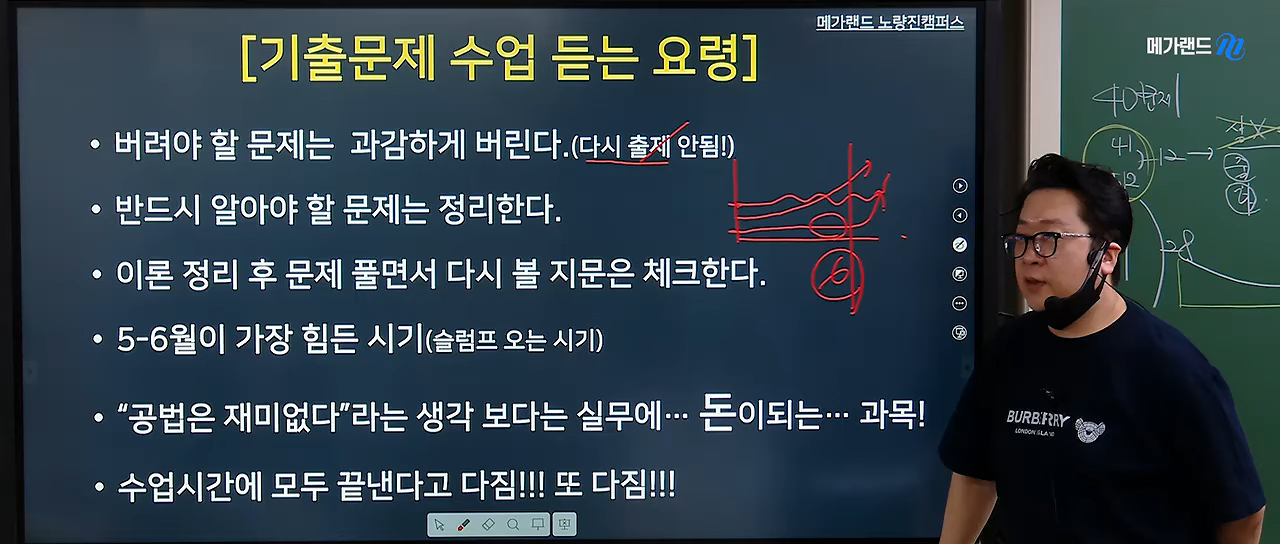 메가랜드 노량진캠퍼스
메가랜드
[기출문제 수업 듣는 요령]
• 버려야 할 문제는 과감하게 버린다.(다시 출제 안됨!)
• 반드시 알아야 할 문제는 정리한다.
• 이론 정리 후 문제 풀면서 다시 볼 지문은 체크한다.
• 5-6월이 가장 힘든 시기(슬럼프 오는 시기)
• “공법은 재미없다”라는 생각 보다는 실무에… 돈이되는… 과목!
• 수업시간에 모두 끝낸다고 다짐!!! 또 다짐!!!
6
40문제
41
12 →
28
BURBERRY
LONDON ISLAND